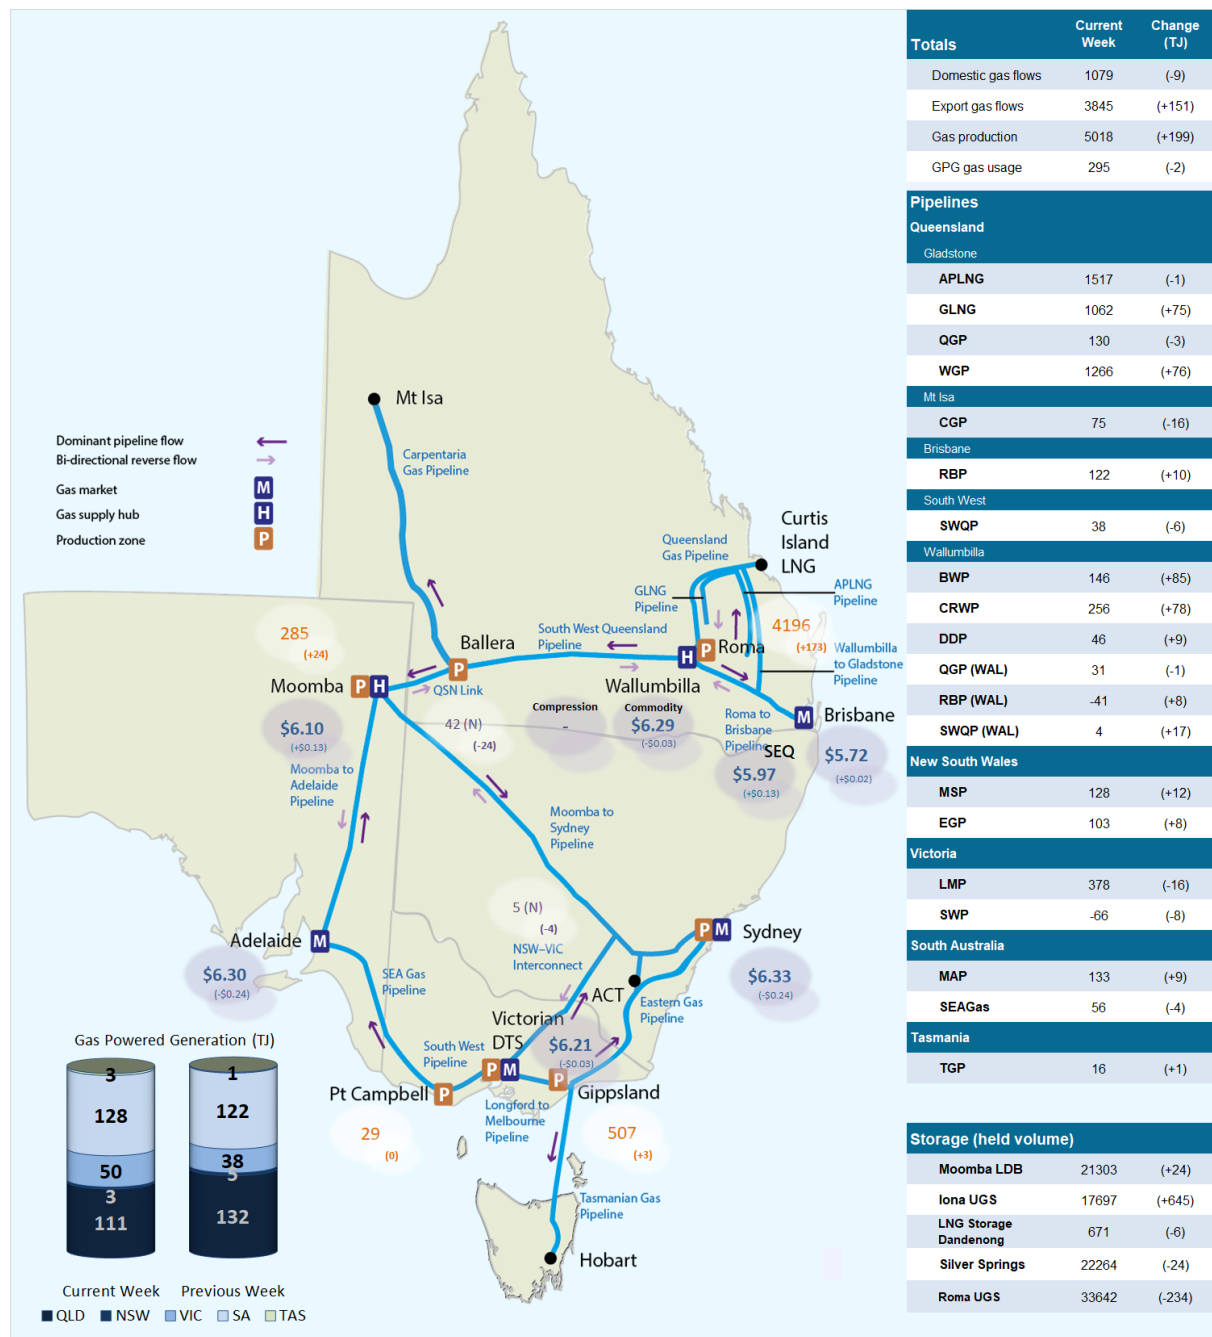 Mt Isa
Dominant pipeline flow
Bi-directional reverse flow
Gas market M
Gas supply hub H
Production zone P
Carpentaria
Gas Pipeline
Curtis
Island
LNG
Queensland
Gas Pipeline
GLNG
Pipeline
APLNG
Pipeline
4196
(+173)
Wallumbilla
to Gladstone
Pipeline
285
(+24)
Ballera
P
South West Queensland
Pipeline
H P Roma
Wallumbilla
Moomba P H
QSN Link
$6.10
(+$0.13)
42 (N)
(-24)
Compression
-
Commodity
$6.29
(-$0.03)
Roma to
Brisbane
Pipeline
M Brisbane
SEQ
$5.97
(+$0.13)
$5.72
(+$0.02)
Moomba to
Adelaide
Pipeline
Moomba to
Sydney
Pipeline
5 (N)
(-4)
NSW-VIC
Interconnect
P M Sydney
$6.33
(-$0.24)
Adelaide M
$6.30
(-$0.24)
SEA Gas
Pipeline
ACT
Eastern Gas
Pipeline
Victorian
DTS
$6.21
(-$0.03)
South West
Pipeline
P M
P
Pt Campbell P
Gippsland
29
(0)
Longford to
Melbourne
Pipeline
507
(+3)
Tasmanian Gas
Pipeline
Hobart
Gas Powered Generation (TJ)
3
128
50
3
111
1
122
38
5
132
Current Week Previous Week
QLD NSW VIC SA TAS
Totals Current Week Change (TJ)
Domestic gas flows 1079 (-9)
Export gas flows 3845 (+151)
Gas production 5018 (+199)
GPG gas usage 295 (-2)
Pipelines
Queensland
Gladstone
APLNG 1517 (-1)
GLNG 1062 (+75)
QGP 130 (-3)
WGP 1266 (+76)
Mt Isa
CGP 75 (-16)
Brisbane
RBP 122 (+10)
South West
SWQP 38 (-6)
Wallumbilla
BWP 146 (+85)
CRWP 256 (+78)
DDP 46 (+9)
QGP (WAL) 31 (-1)
RBP (WAL) -41 (+8)
SWQP (WAL) 4 (+17)
New South Wales
MSP 128 (+12)
EGP 103 (+8)
Victoria
LMP 378 (-16)
SWP -66 (-8)
South Australia
MAP 133 (+9)
SEAGas 56 (-4)
Tasmania
TGP 16 (+1)
Storage (held volume)
Moomba LDB 21303 (+24)
Iona UGS 17697 (+645)
LNG Storage
Dandenong 671 (-6)
Silver Springs 22264 (-24)
Roma UGS 33642 (-234)